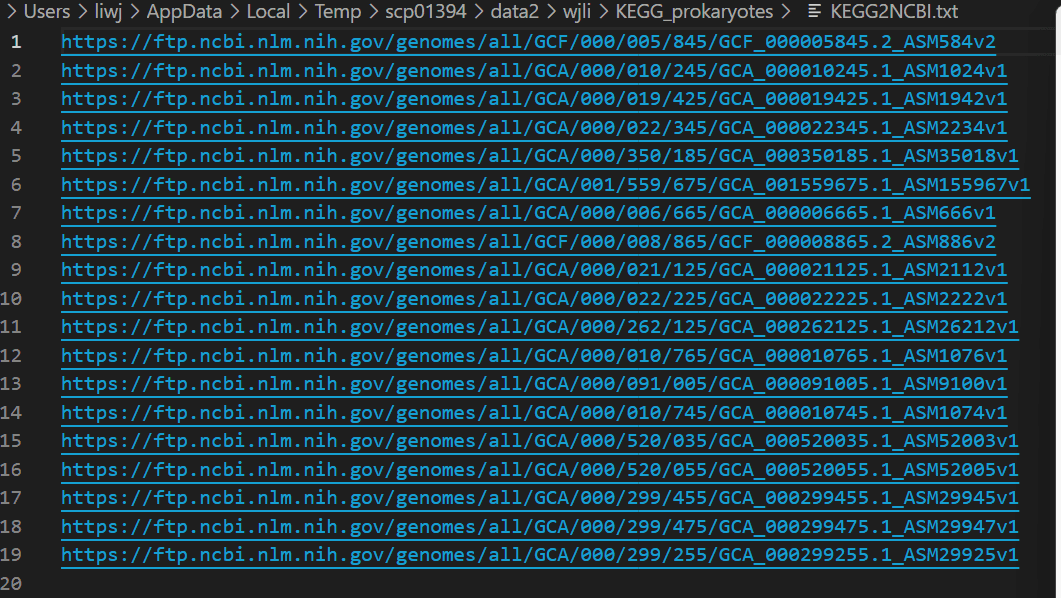 > Users > liwj > AppData > Local > Temp > scp01394 > data2 > wjli > KEGG_prokaryotes > KEGG2NCBI.txt
1 https://ftp.ncbi.nlm.nih.gov/genomes/all/GCF/000/005/845/GCF_000005845.2_ASM584v2
2 https://ftp.ncbi.nlm.nih.gov/genomes/all/GCA/000/010/245/GCA_000010245.1_ASM1024v1
3 https://ftp.ncbi.nlm.nih.gov/genomes/all/GCA/000/019/425/GCA_000019425.1_ASM1942v1
4 https://ftp.ncbi.nlm.nih.gov/genomes/all/GCA/000/022/345/GCA_000022345.1_ASM2234v1
5 https://ftp.ncbi.nlm.nih.gov/genomes/all/GCA/000/350/185/GCA_000350185.1_ASM35018v1
6 https://ftp.ncbi.nlm.nih.gov/genomes/all/GCA/001/559/675/GCA_001559675.1_ASM155967v1
7 https://ftp.ncbi.nlm.nih.gov/genomes/all/GCA/000/006/665/GCA_000006665.1_ASM666v1
8 https://ftp.ncbi.nlm.nih.gov/genomes/all/GCF/000/008/865/GCF_000008865.2_ASM886v2
9 https://ftp.ncbi.nlm.nih.gov/genomes/all/GCA/000/021/125/GCA_000021125.1_ASM2112v1
10 https://ftp.ncbi.nlm.nih.gov/genomes/all/GCA/000/022/225/GCA_000022225.1_ASM2222v1
11 https://ftp.ncbi.nlm.nih.gov/genomes/all/GCA/000/262/125/GCA_000262125.1_ASM26212v1
12 https://ftp.ncbi.nlm.nih.gov/genomes/all/GCA/000/010/765/GCA_000010765.1_ASM1076v1
13 https://ftp.ncbi.nlm.nih.gov/genomes/all/GCA/000/091/005/GCA_000091005.1_ASM9100v1
14 https://ftp.ncbi.nlm.nih.gov/genomes/all/GCA/000/010/745/GCA_000010745.1_ASM1074v1
15 https://ftp.ncbi.nlm.nih.gov/genomes/all/GCA/000/520/035/GCA_000520035.1_ASM52003v1
16 https://ftp.ncbi.nlm.nih.gov/genomes/all/GCA/000/520/055/GCA_000520055.1_ASM52005v1
17 https://ftp.ncbi.nlm.nih.gov/genomes/all/GCA/000/299/455/GCA_000299455.1_ASM29945v1
18 https://ftp.ncbi.nlm.nih.gov/genomes/all/GCA/000/299/475/GCA_000299475.1_ASM29947v1
19 https://ftp.ncbi.nlm.nih.gov/genomes/all/GCA/000/299/255/GCA_000299255.1_ASM29925v1
20